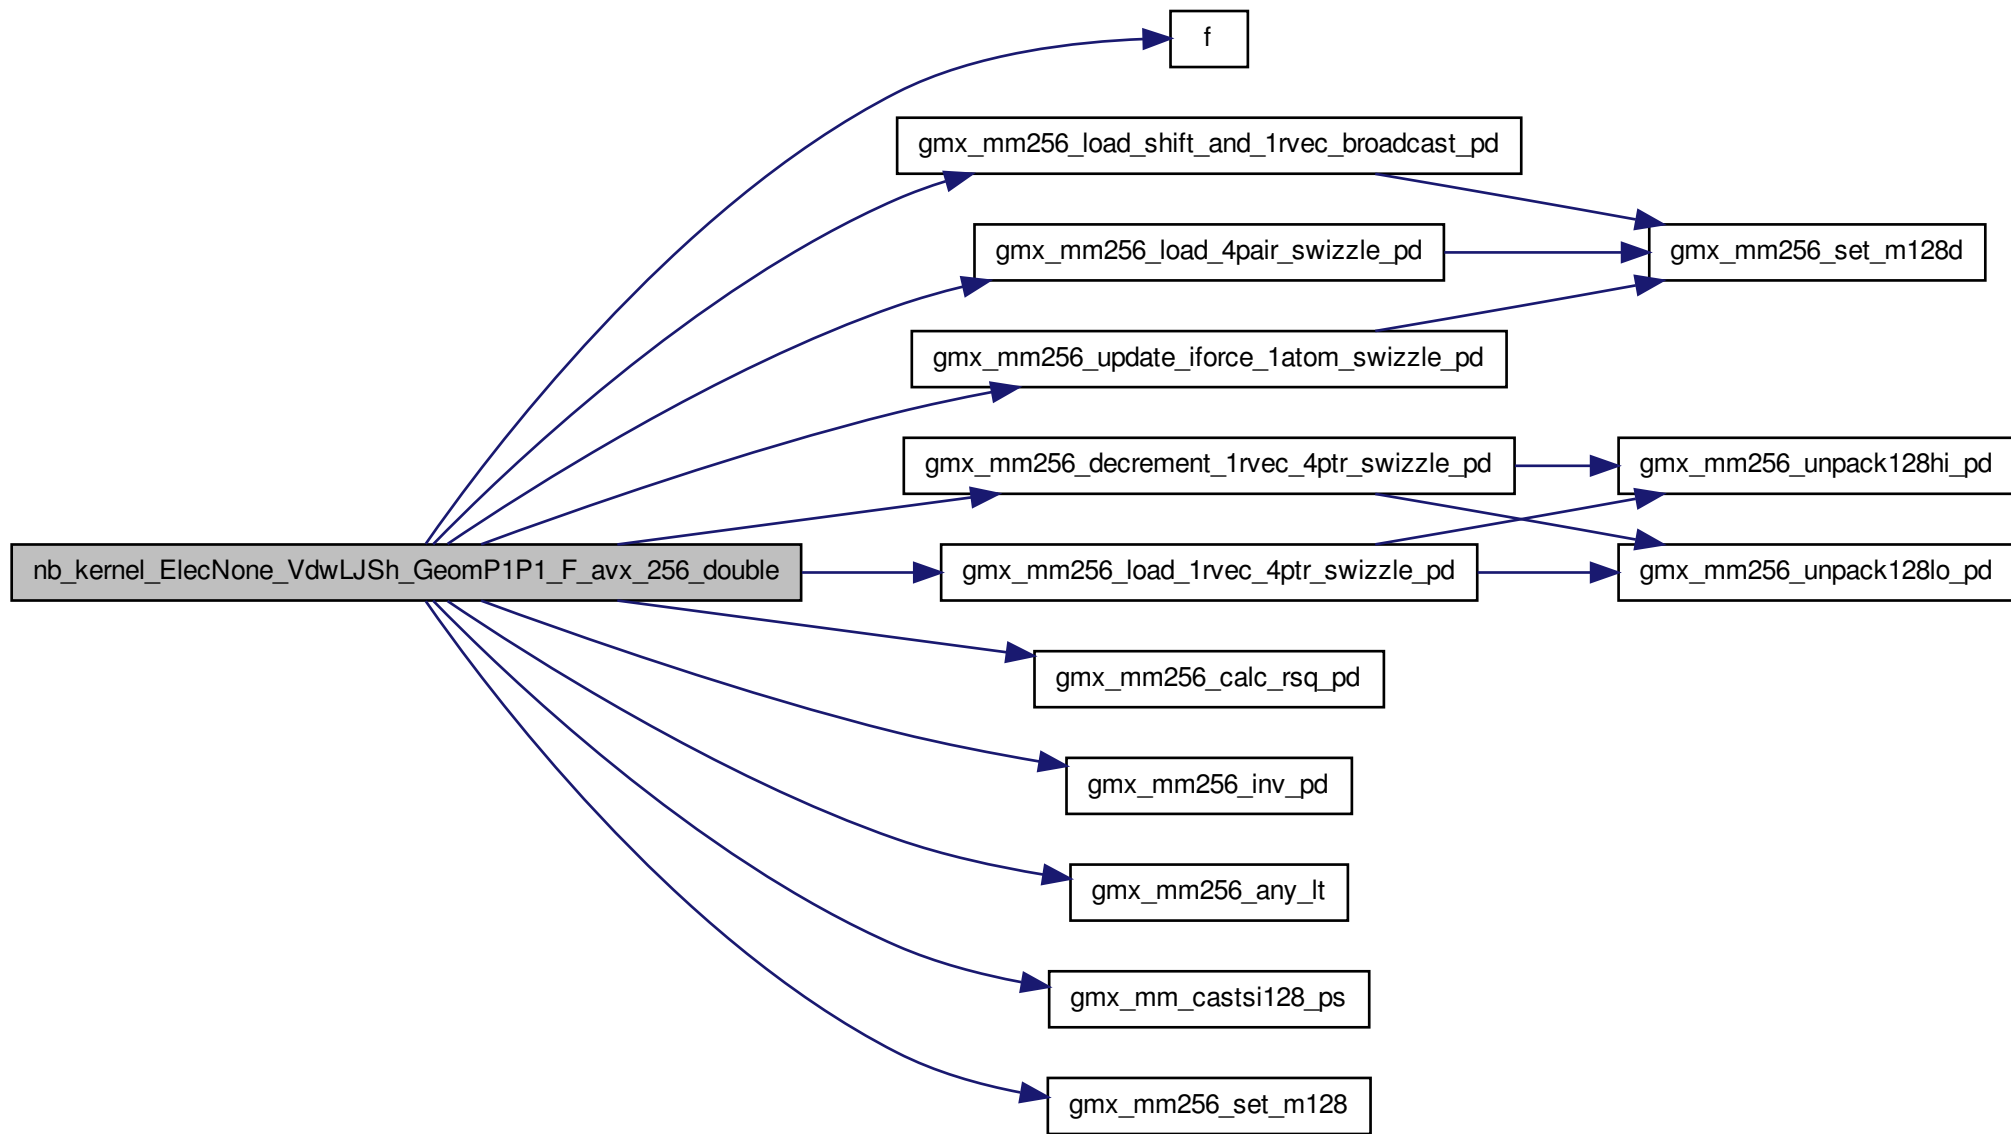 f
gmx_mm256_load_shift_and_1rvec_broadcast_pd
gmx_mm256_load_4pair_swizzle_pd
gmx_mm256_set_m128d
gmx_mm256_update_iforce_1atom_swizzle_pd
gmx_mm256_decrement_1rvec_4ptr_swizzle_pd
gmx_mm256_unpack128hi_pd
nb_kernel_ElecNone_VdwLJSh_GeomP1P1_F_avx_256_double
gmx_mm256_load_1rvec_4ptr_swizzle_pd
gmx_mm256_unpack128lo_pd
gmx_mm256_calc_rsq_pd
gmx_mm256_inv_pd
gmx_mm256_any_lt
gmx_mm_castsi128_ps
gmx_mm256_set_m128